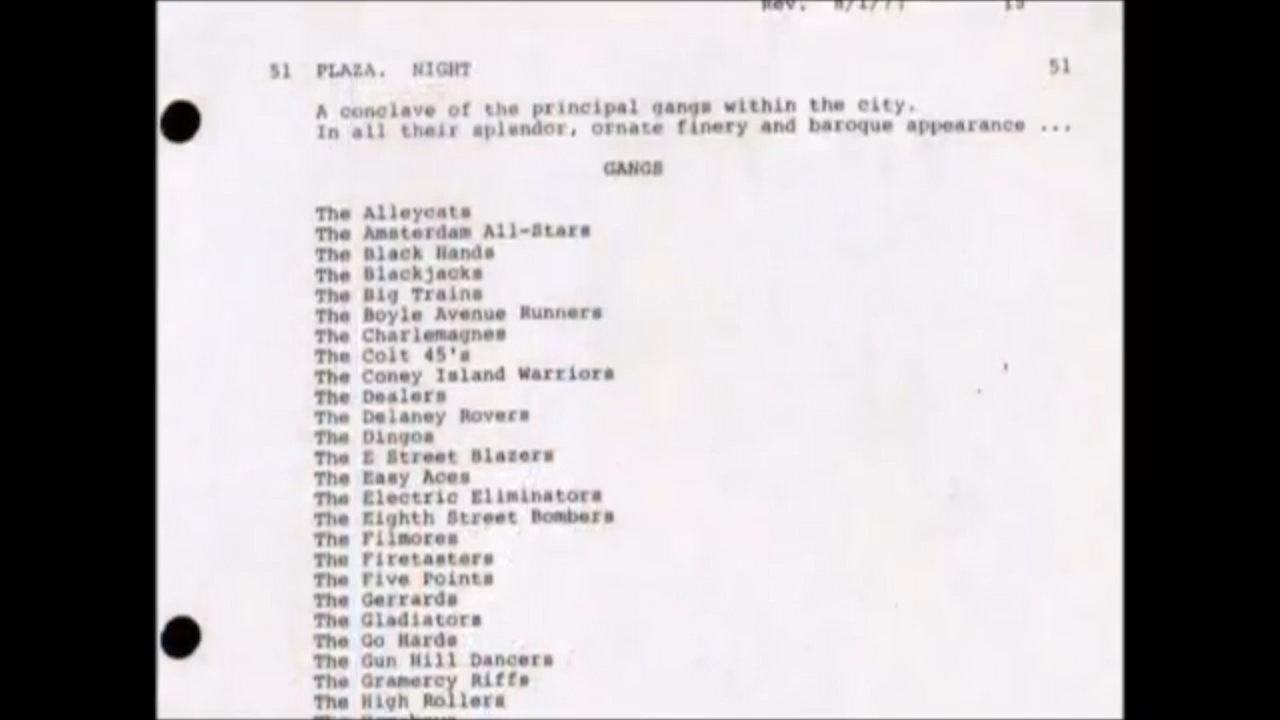 51 PLAZA. NIGHT 51
A conclave of the principal gangs within the city.
In all their splendor, ornate finery and baroque appearance ...
GANGS
The Alleycats
The Amsterdam All-Stars
The Black Hands
The Blackjacks
The Big Trains
The Boyle Avenue Runners
The Charlemagnes
The Colt 45's
The Coney Island Warriors
The Dealers
The Delaney Rovers
The Dingos
The E Street Blazers
The Easy Aces
The Electric Eliminators
The Eighth Street Bombers
The Filmores
The Firetasters
The Five Points
The Gerrards
The Gladiators
The Go Hards
The Gun Hill Dancers
The Gramercy Riffs
The High Rollers
The